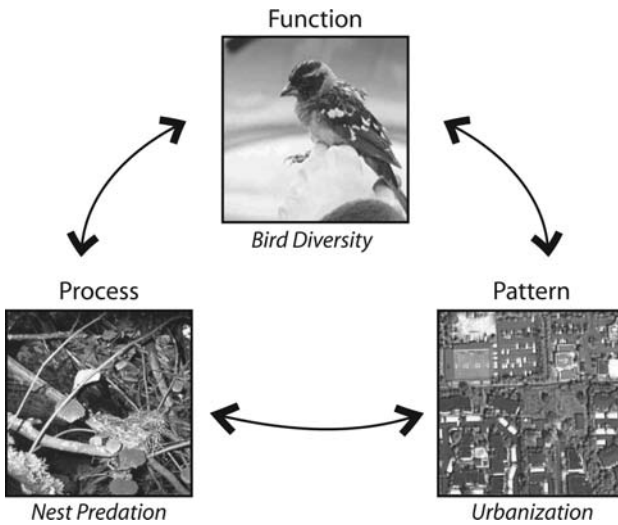 Function
Bird Diversity
Process
Pattern
Nest Predation
Urbanization